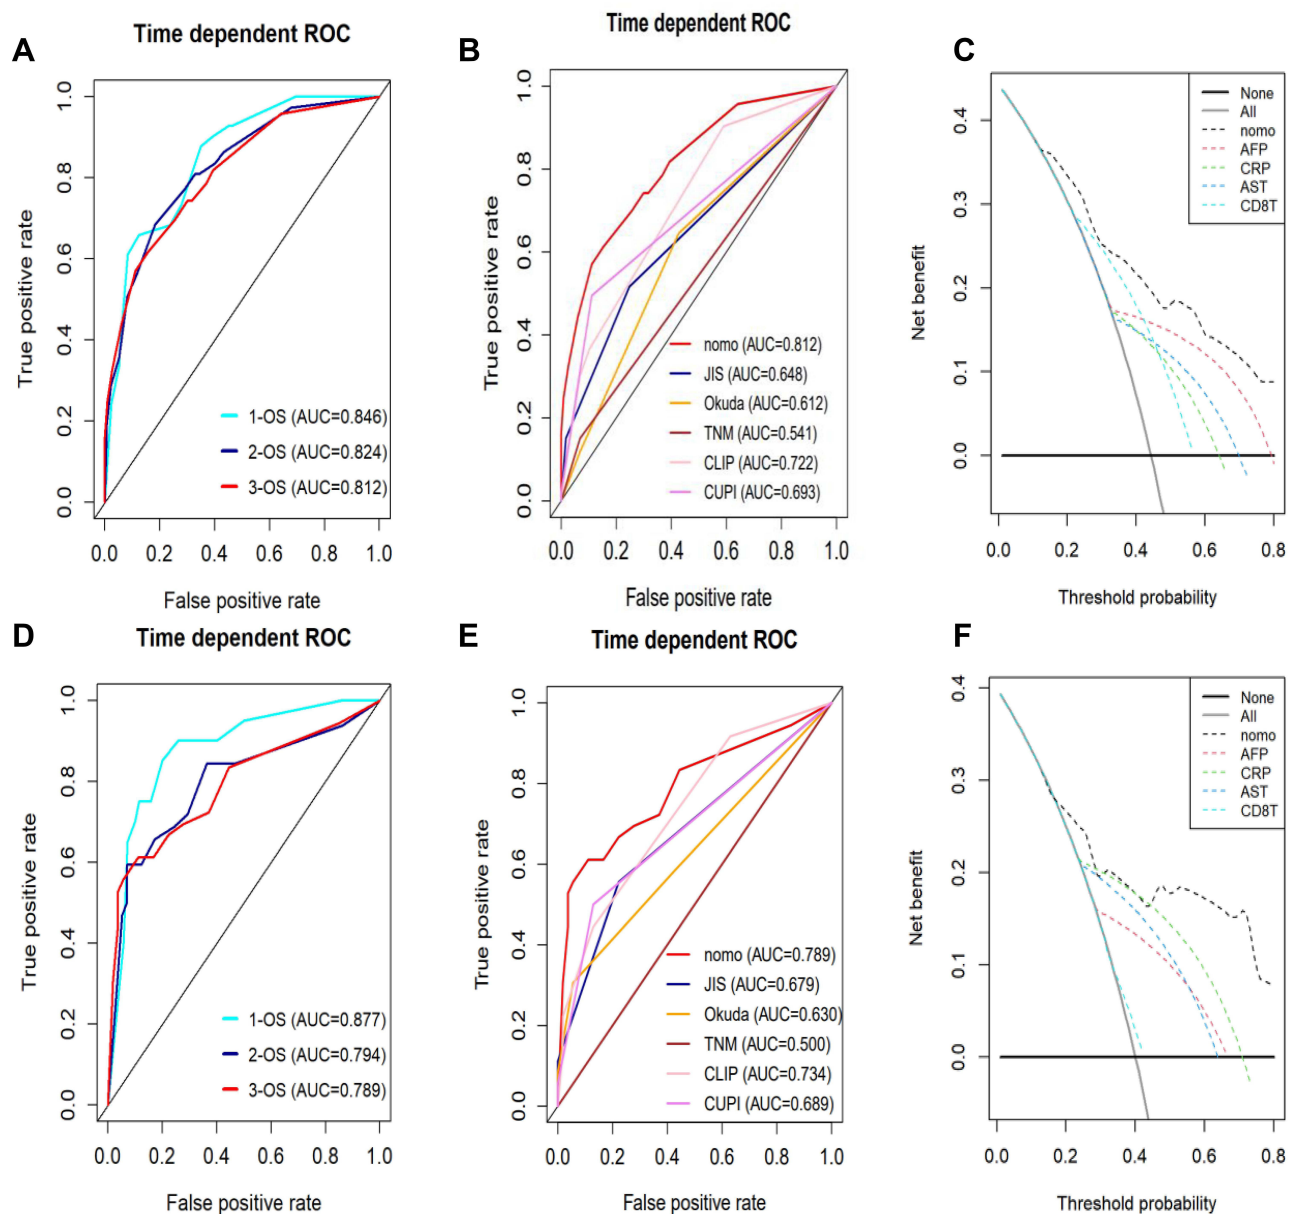 A
Time dependent ROC
True positive rate
0.0 0.2 0.4 0.6 0.8 1.0
1-OS (AUC=0.846)
2-OS (AUC=0.824)
3-OS (AUC=0.812)
0.0 0.2 0.4 0.6 0.8 1.0
False positive rate
B
Time dependent ROC
True positive rate
0.0 0.2 0.4 0.6 0.8 1.0
nomo (AUC=0.812)
JIS (AUC=0.648)
Okuda (AUC=0.612)
TNM (AUC=0.541)
CLIP (AUC=0.722)
CUPI (AUC=0.693)
0.0 0.2 0.4 0.6 0.8 1.0
False positive rate
C
Net benefit
0.0 0.1 0.2 0.3 0.4
None
All
nomo
AFP
CRP
AST
CD8T
0.0 0.2 0.4 0.6 0.8
Threshold probability
D
Time dependent ROC
True positive rate
0.0 0.2 0.4 0.6 0.8 1.0
1-OS (AUC=0.877)
2-OS (AUC=0.794)
3-OS (AUC=0.789)
0.0 0.2 0.4 0.6 0.8 1.0
False positive rate
E
Time dependent ROC
True positive rate
0.0 0.2 0.4 0.6 0.8 1.0
nomo (AUC=0.789)
JIS (AUC=0.679)
Okuda (AUC=0.630)
TNM (AUC=0.500)
CLIP (AUC=0.734)
CUPI (AUC=0.689)
0.0 0.2 0.4 0.6 0.8 1.0
False positive rate
F
Net benefit
0.0 0.1 0.2 0.3 0.4
None
All
nomo
AFP
CRP
AST
CD8T
0.0 0.2 0.4 0.6 0.8
Threshold probability